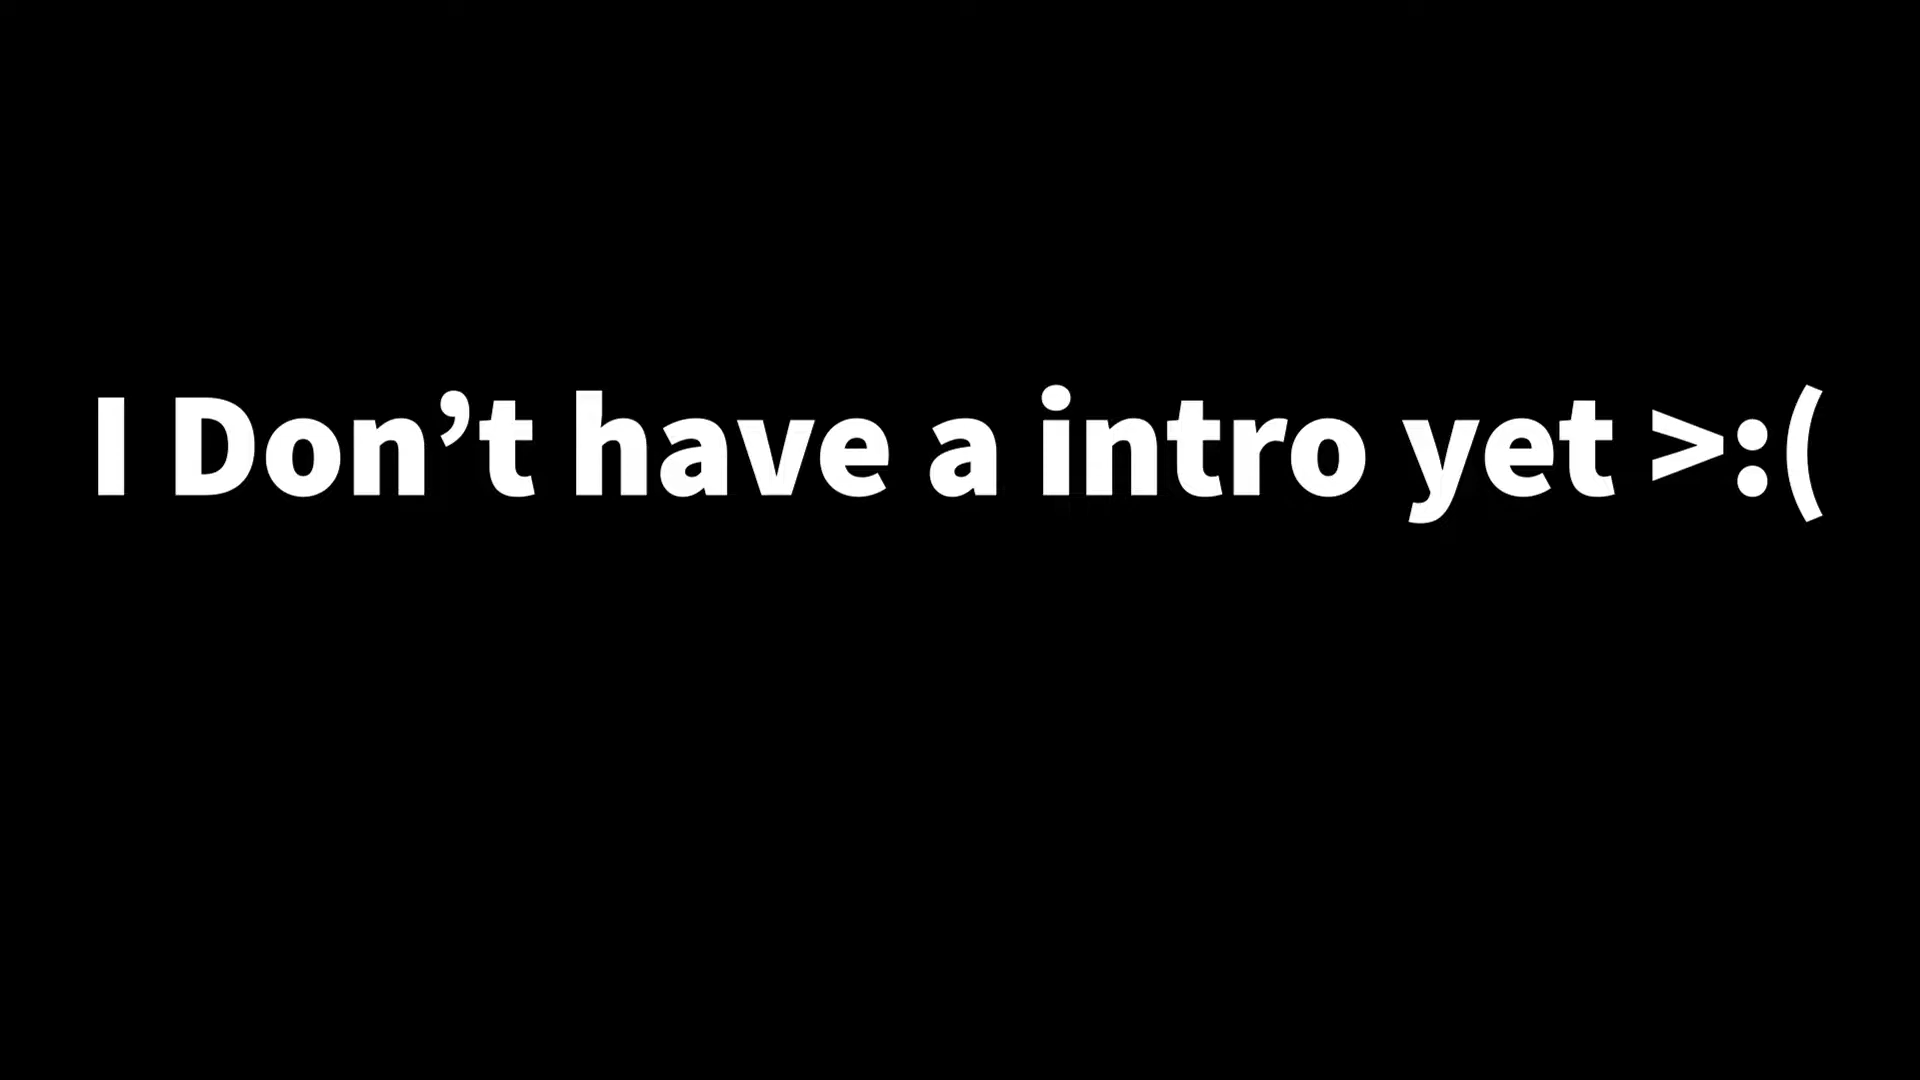 I Don’t have a intro yet >:(